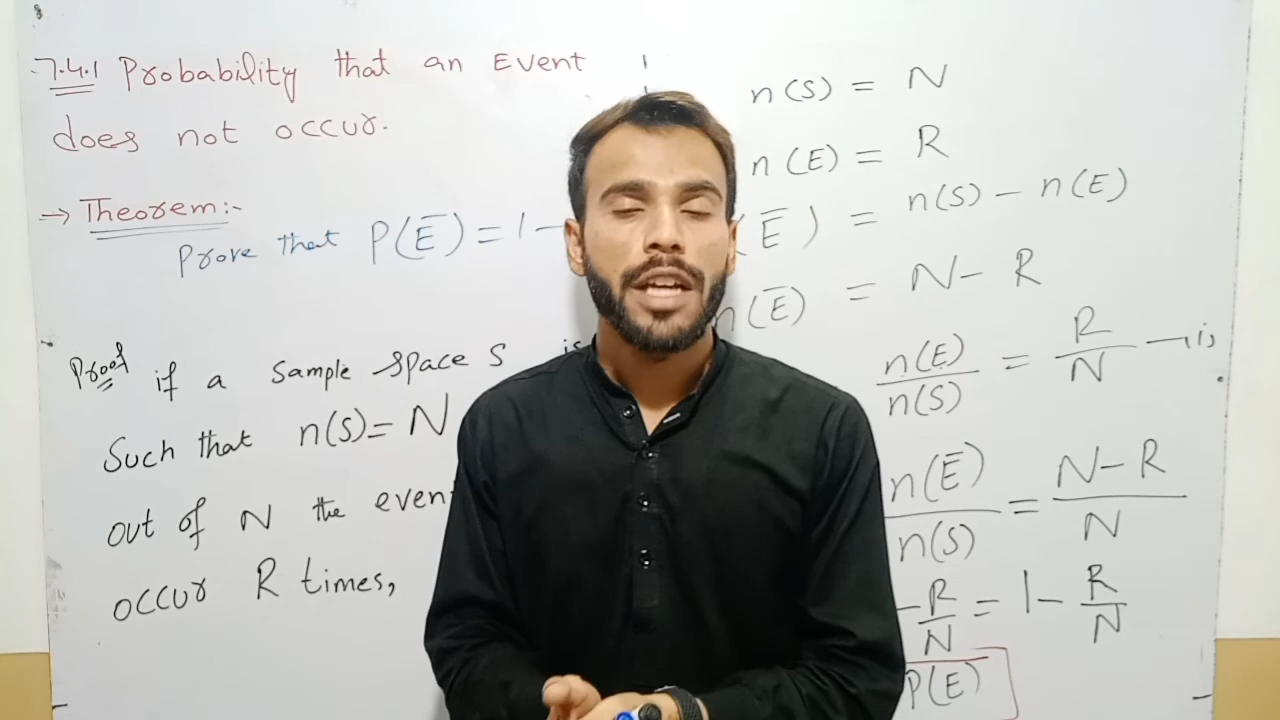 7.4.1 Probability that an Event
does not occur.
→ Theorem:-
Prove that P(Ē) = 1 -
Proof if a Sample space S is
Such that n(S) = N
out of N the even
occur R times,
n(S) = N
n(E) = R
(Ē) = n(S) - n(E)
n(Ē) = N - R
n(E)/n(S) = R/N
n(E)/n(S) = N-R/N
-R/N = 1 - R/N
P(E)